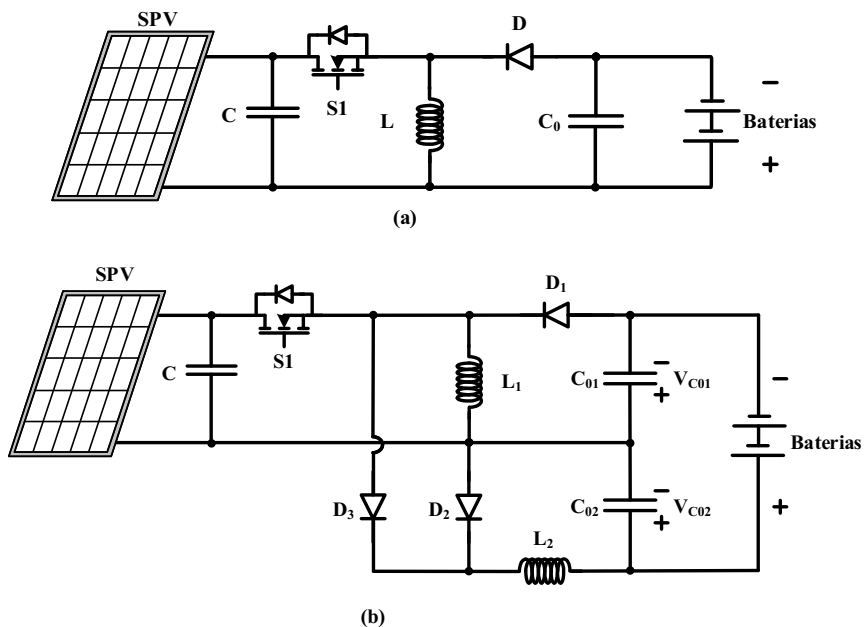 SPV
D
S1
C
L
C0
Baterias
−
+
(a)
SPV
D1
S1
C
L1
C01
−
+
VC01
−
Baterias
D3
D2
C02
−
+
VC02
+
L2
(b)